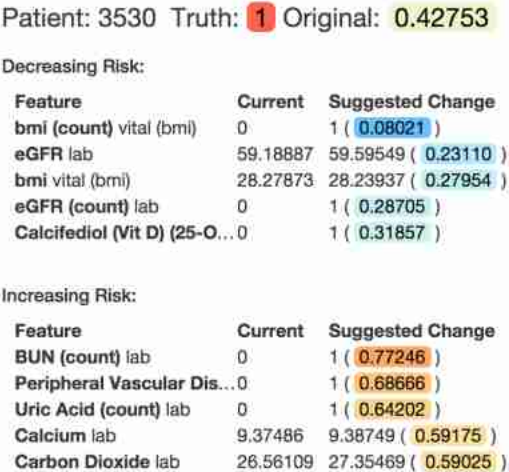 Patient: 3530 Truth: 1 Original: 0.42753
Decreasing Risk:
Feature Current Suggested Change
bmi (count) vital (bmi) 0 1 ( 0.08021 )
eGFR lab 59.18887 59.59549 ( 0.23110 )
bmi vital (bmi) 28.27873 28.23937 ( 0.27954 )
eGFR (count) lab 0 1 ( 0.28705 )
Calcifediol (Vit D) (25-O... 0 1 ( 0.31857 )
Increasing Risk:
Feature Current Suggested Change
BUN (count) lab 0 1 ( 0.77246 )
Peripheral Vascular Dis... 0 1 ( 0.68666 )
Uric Acid (count) lab 0 1 ( 0.64202 )
Calcium lab 9.37486 9.38749 ( 0.59175 )
Carbon Dioxide lab 26.56109 27.35469 ( 0.59025 )